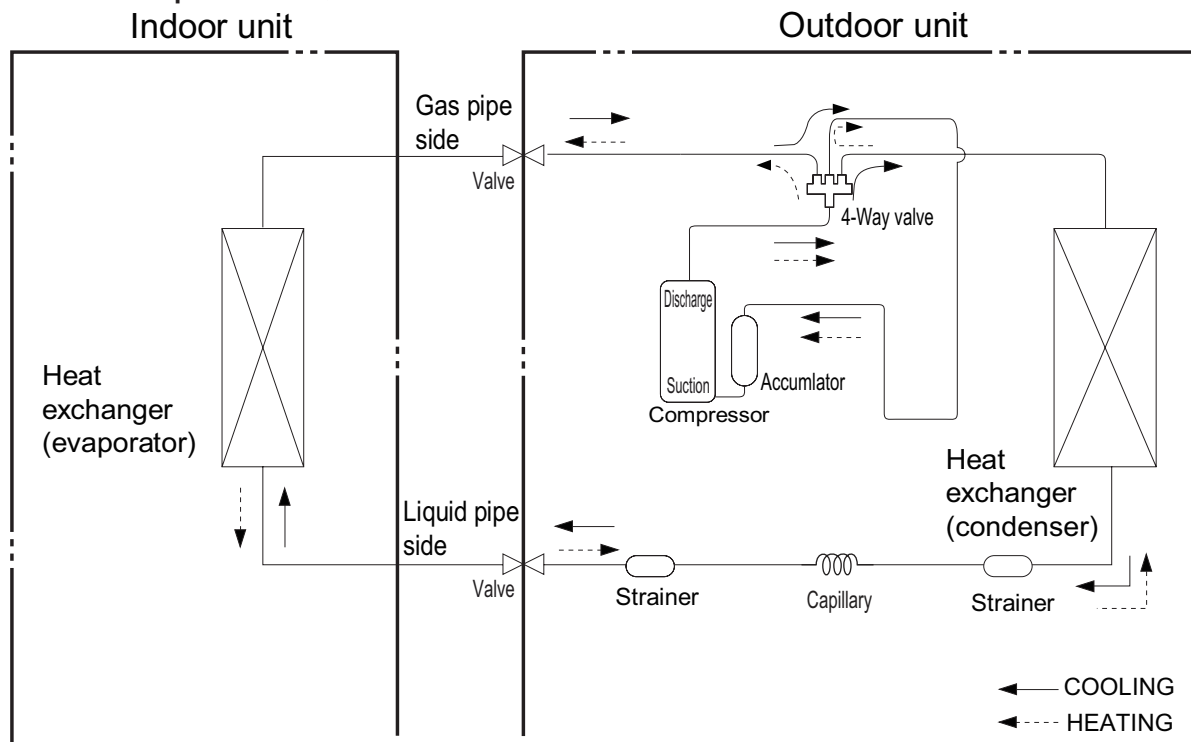 Indoor unit
Outdoor unit
Gas pipe
side
Valve
4-Way valve
Discharge
Suction
Compressor
Accumlator
Heat
exchanger
(evaporator)
Heat
exchanger
(condenser)
Liquid pipe
side
Valve
Strainer
Capillary
Strainer
COOLING
HEATING